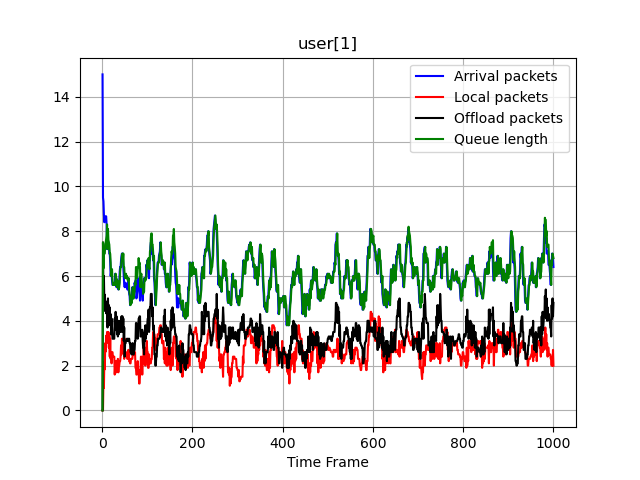 user[1]
Arrival packets
Local packets
Offload packets
Queue length
14
12
10
8
6
4
2
0
0 200 400 600 800 1000
Time Frame